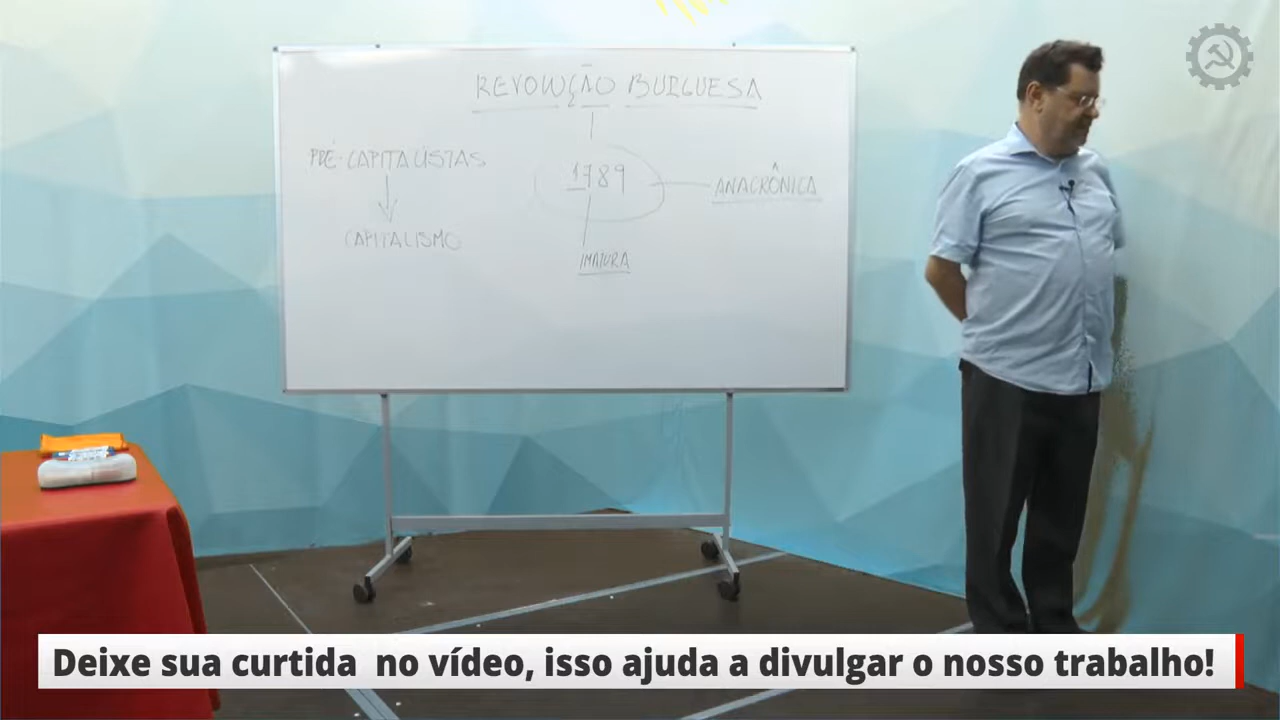 REVOLUÇÃO BURGUESA
PRÉ-CAPITALISTAS
1789
ANACRÔNICA
CAPITALISMO
IMATURA
Deixe sua curtida no vídeo, isso ajuda a divulgar o nosso trabalho!